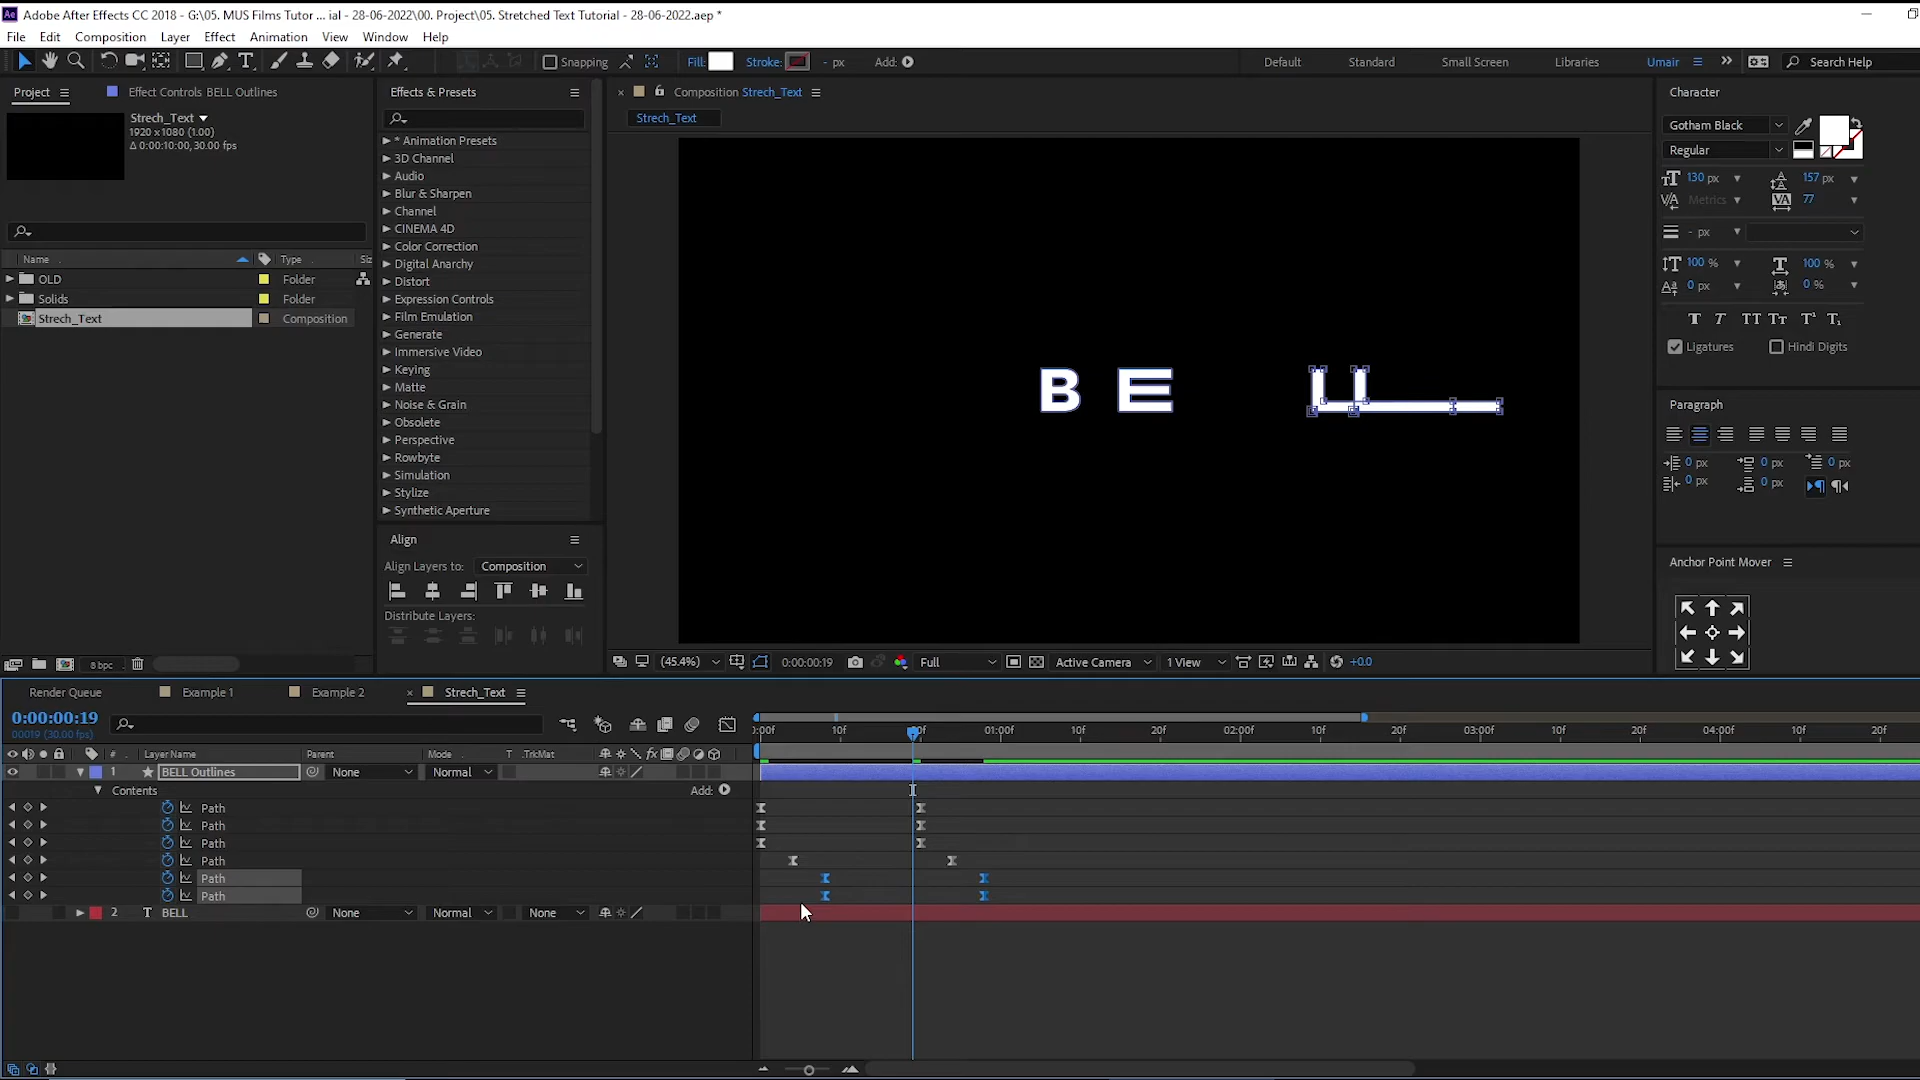 Adobe After Effects CC 2018 - G:\05. MUS Films Tutor ... ial - 28-06-2022\00. Project\05. Stretched Text Tutorial - 28-06-2022.aep *
File Edit Composition Layer Effect Animation View Window Help
Snapping Fill: Stroke: - px Add: Default Standard Small Screen Libraries Umair Search Help
Project Effect Controls BELL Outlines
Strech_Text
1920 x1080 (1.00)
Δ 0:00:10:00, 30.00 fps
Name Type Siz
OLD Folder
Solids Folder
Strech_Text Composition
8 bpc
Effects & Presets
* Animation Presets
3D Channel
Audio
Blur & Sharpen
Channel
CINEMA 4D
Color Correction
Digital Anarchy
Distort
Expression Controls
Film Emulation
Generate
Immersive Video
Keying
Matte
Noise & Grain
Obsolete
Perspective
Rowbyte
Simulation
Stylize
Synthetic Aperture
Align
Align Layers to: Composition
Distribute Layers:
Composition Strech_Text
Strech_Text
B E L L
(45.4%) 0:00:00:19 Full Active Camera 1 View +0.0
Character
Gotham Black
Regular
130 px 157 px
Metrics 77
- px
100 % 100 %
0 px 0 %
Ligatures Hindi Digits
Paragraph
0 px 0 px 0 px
0 px 0 px
Anchor Point Mover
Render Queue Example 1 Example 2 Strech_Text
0:00:00:19
00019 (30.00 fps)
# Layer Name Parent Mode T .TrkMat
1 BELL Outlines None Normal
Contents Add:
Path
Path
Path
Path
Path
Path
2 T BELL None Normal None
10f 01:00f 10f 20f 02:00f 10f 20f 03:00f 10f 20f 04:00f 10f 20f